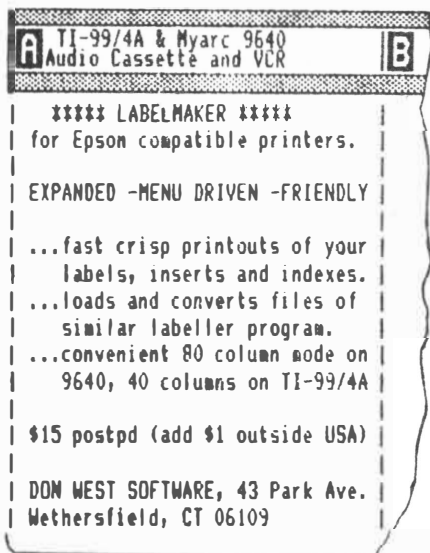 A TI-99/4A & Myarc 9640 B
Audio Cassette and VCR
***** LABELMAKER *****
for Epson compatible printers.
EXPANDED -MENU DRIVEN -FRIENDLY
...fast crisp printouts of your
labels, inserts and indexes.
...loads and converts files of
similar labeller program.
...convenient 80 column mode on
9640, 40 columns on TI-99/4A
$15 postpd (add $1 outside USA)
DON WEST SOFTWARE, 43 Park Ave.
Wethersfield, CT 06109